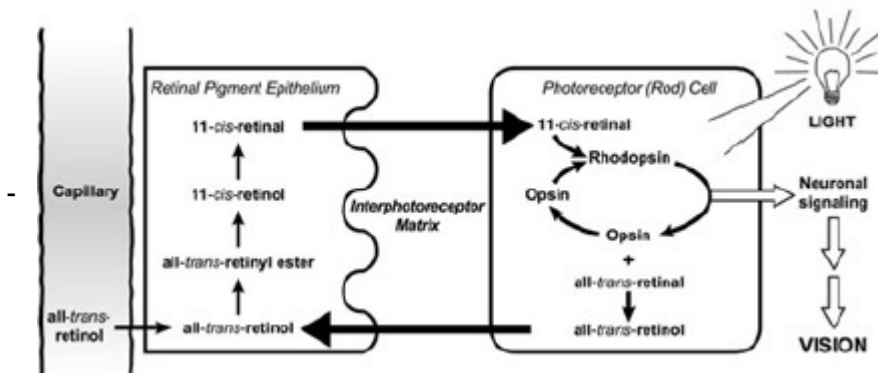 Retinal Pigment Epithelium
11-cis-retinal
11-cis-retinol
all-trans-retinyl ester
all-trans-retinol
Capillary
all-trans-
retinol
Interphotoreceptor
Matrix
Photoreceptor (Rod) Cell
11-cis-retinal
Rhodopsin
Opsin
Opsin
+
all-trans-retinal
all-trans-retinol
LIGHT
Neuronal
signaling
VISION